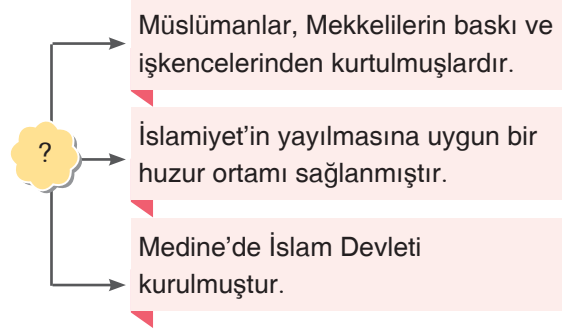 Müslümanlar, Mekkelilerin baskı ve
işkencelerinden kurtulmuşlardır.
?
İslamiyet'in yayılmasına uygun bir
huzur ortamı sağlanmıştır.
Medine'de İslam Devleti
kurulmuştur.